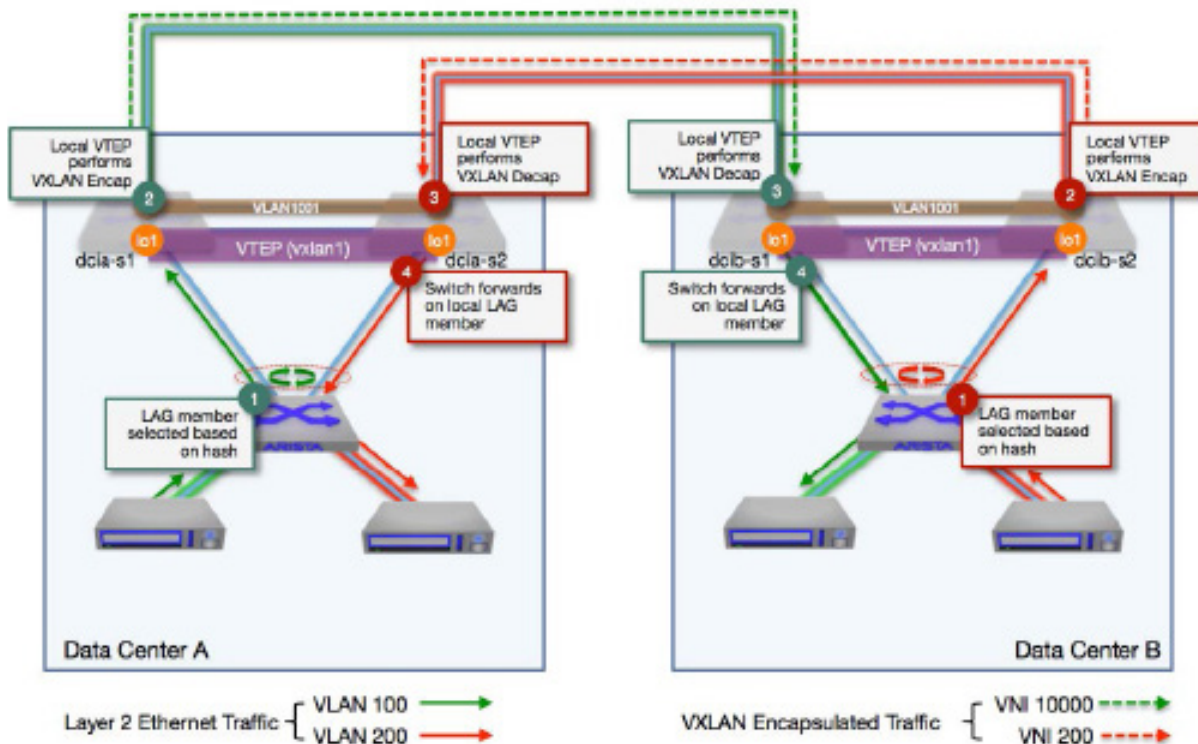 Local VTEP
performs
VXLAN Encap
2
Local VTEP
performs
VXLAN Decap
3
VLAN1001
lo1
VTEP (vxlan1)
lo1
dcia-s1
dcia-s2
4
Switch forwards
on local LAG
member
1
LAG member
selected based
on hash
ARISTA
Data Center A
Local VTEP
performs
VXLAN Decap
3
Local VTEP
performs
VXLAN Encap
2
VLAN1001
lo1
VTEP (vxlan1)
lo1
dcib-s1
dcib-s2
4
Switch forwards
on local LAG
member
1
LAG member
selected based
on hash
ARISTA
Data Center B
Layer 2 Ethernet Traffic
VLAN 100
VLAN 200
VXLAN Encapsulated Traffic
VNI 10000
VNI 200